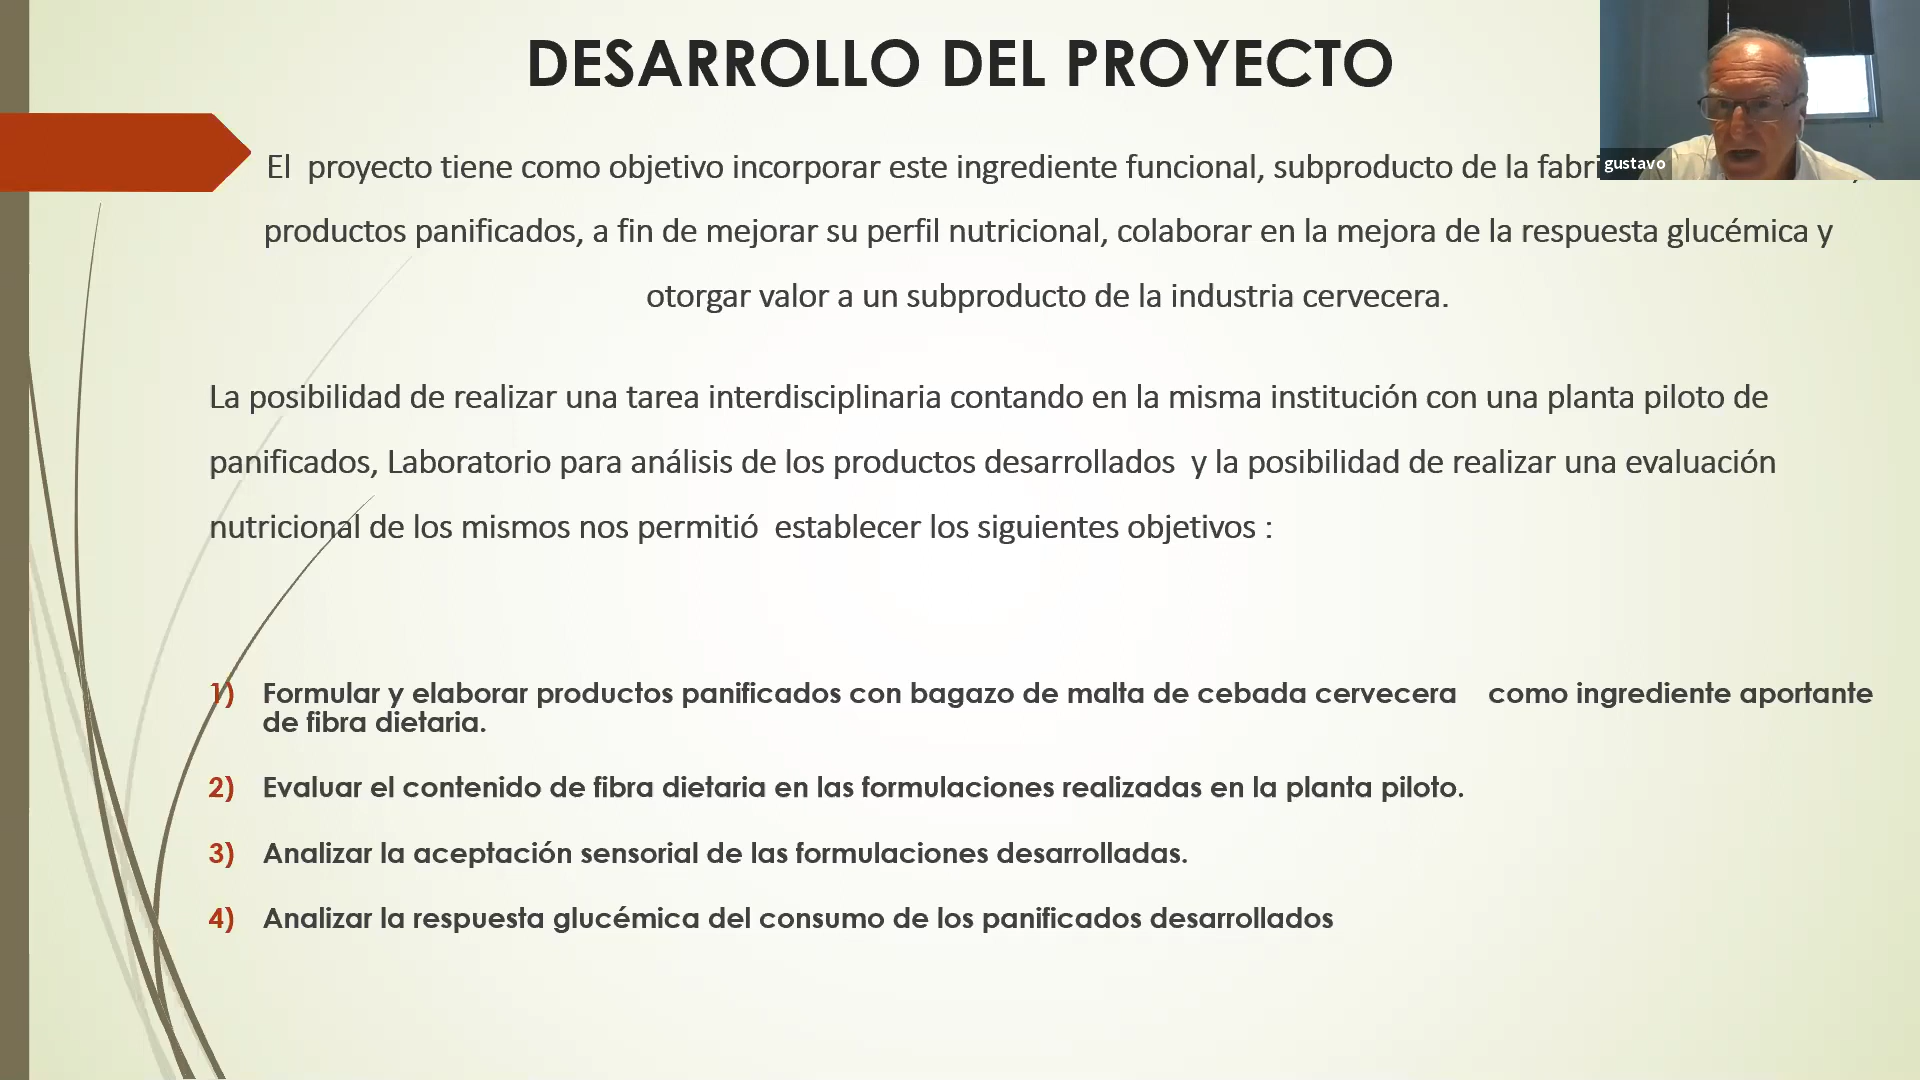 DESARROLLO DEL PROYECTO
El proyecto tiene como objetivo incorporar este ingrediente funcional, subproducto de la
gustavo
productos panificados, a fin de mejorar su perfil nutricional, colaborar en la mejora de la respuesta glucémica y
otorgar valor a un subproducto de la industria cervecera.
La posibilidad de realizar una tarea interdisciplinaria contando en la misma institución con una planta piloto de
panificados, Laboratorio para análisis de los productos desarrollados y la posibilidad de realizar una evaluación
nutricional de los mismos nos permitió establecer los siguientes objetivos :
1) Formular y elaborar productos panificados con bagazo de malta de cebada cervecera como ingrediente aportante
de fibra dietaria.
2) Evaluar el contenido de fibra dietaria en las formulaciones realizadas en la planta piloto.
3) Analizar la aceptación sensorial de las formulaciones desarrolladas.
4) Analizar la respuesta glucémica del consumo de los panificados desarrollados